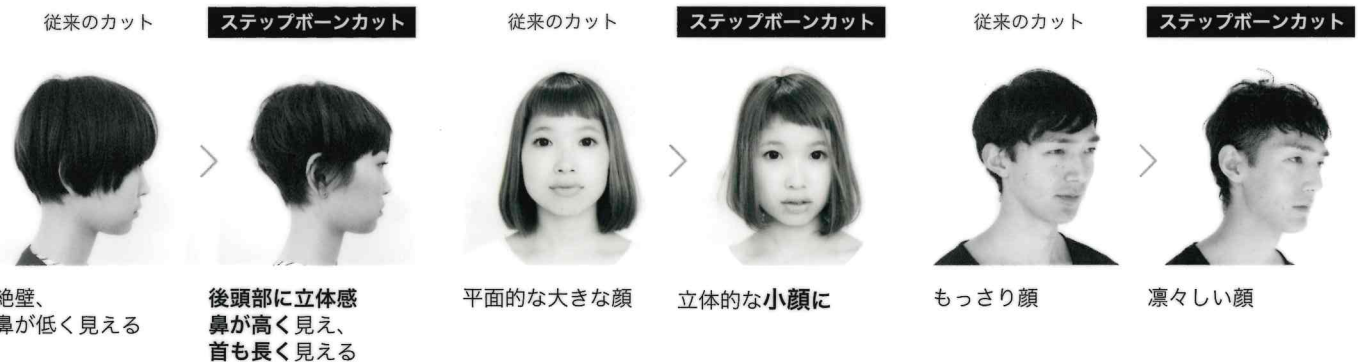 従来のカット
ステップボーンカット
従来のカット
ステップボーンカット
従来のカット
ステップボーンカット
絶壁、
鼻が低く見える
後頭部に立体感
鼻が高く見え、
首も長く見える
平面的な大きな顔
立体的な小顔に
もっさり顔
凛々しい顔